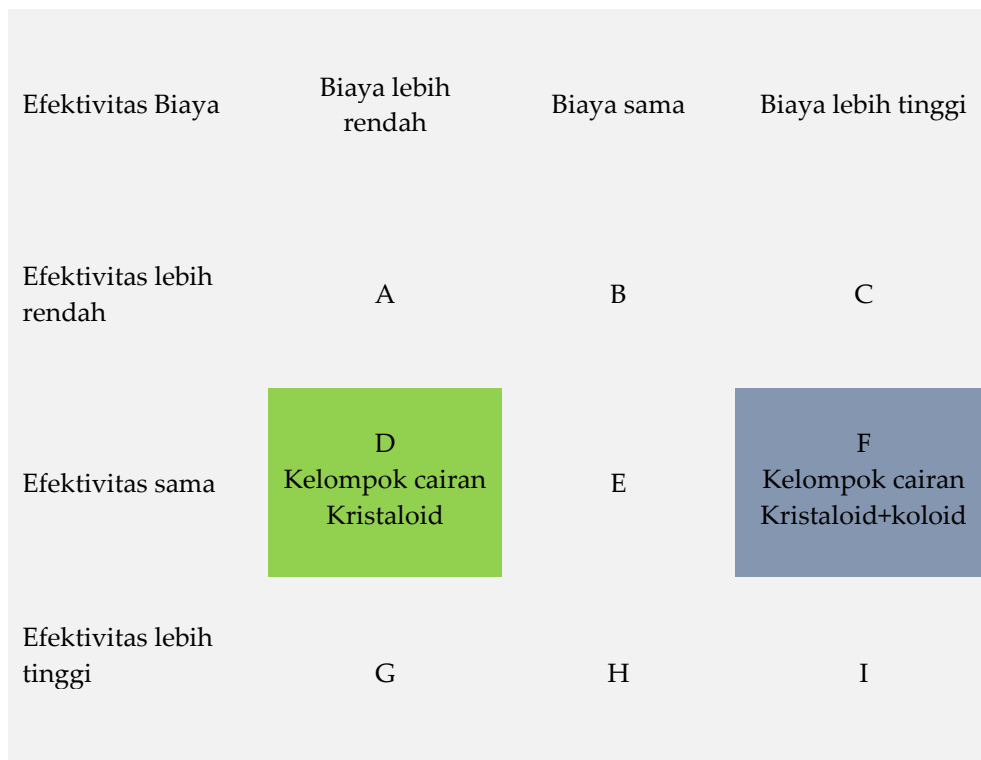 Efektivitas Biaya
Biaya lebih
rendah
Biaya sama
Biaya lebih tinggi
Efektivitas lebih
rendah
A
B
C
Efektivitas sama
D
Kelompok cairan
Kristaloid
E
F
Kelompok cairan
Kristaloid+koloid
Efektivitas lebih
tinggi
G
H
I